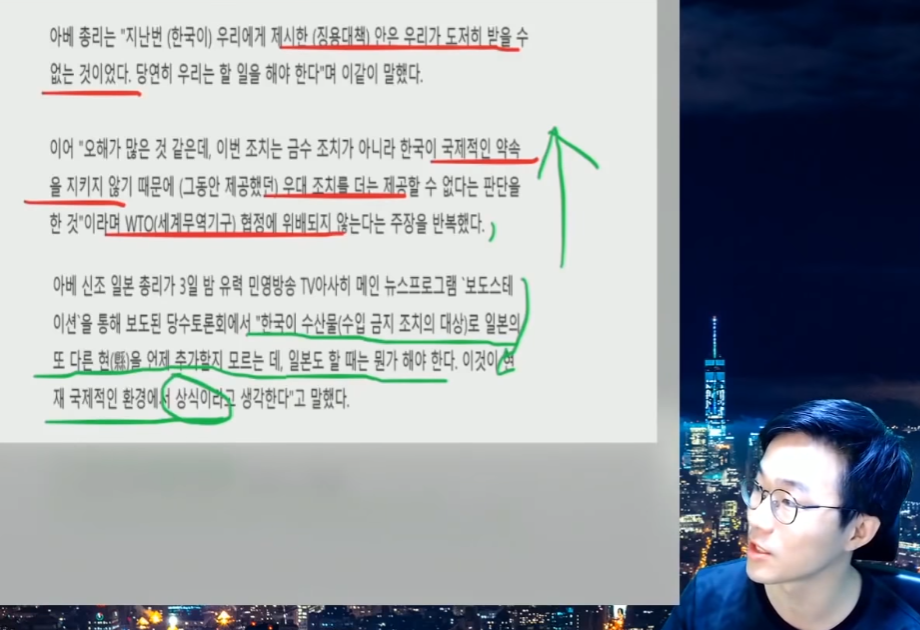 아베 총리는 "지난번 (한국이) 우리에게 제시한 (징용대책) 안은 우리가 도저히 받을 수
없는 것이었다. 당연히 우리는 할 일을 해야 한다"며 이같이 말했다.
이어 "오해가 많은 것 같은데, 이번 조치는 금수 조치가 아니라 한국이 국제적인 약속
을 지키지 않기 때문에 (그동안 제공했던) 우대 조치를 더는 제공할 수 없다는 판단을
한 것"이라며 WTO(세계무역기구) 협정에 위배되지 않는다는 주장을 반복했다.
아베 신조 일본 총리가 3일 밤 유력 민영방송 TV아사히 메인 뉴스프로그램 `보도스테
이션`을 통해 보도된 당수토론회에서 "한국이 수산물(수입 금지 조치의 대상)로 일본의
또 다른 현(縣)을 언제 추가할지 모르는 데, 일본도 할 때는 뭔가 해야 한다. 이것이 현
재 국제적인 환경에서 상식이라고 생각한다"고 말했다.